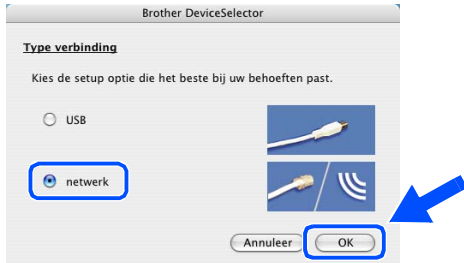 Brother DeviceSelector
Type verbinding
Kies de setup optie die het beste bij uw behoeften past.
USB
netwerk
Annuleer OK